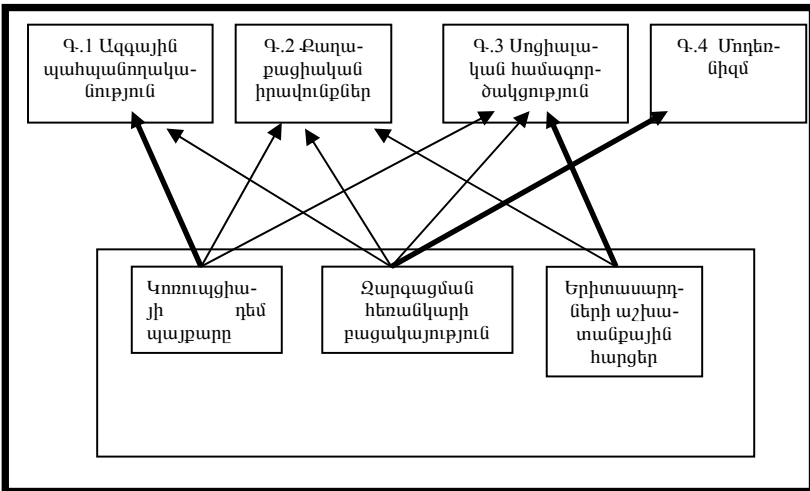 Գ.1 Ազգային
պահպանողակա-
նություն
Գ.2 Քաղա-
քացիական
իրավունքներ
Գ.3 Սոցիալա-
կան համագոր-
ծակցություն
Գ.4 Մոդեռ-
նիզմ
Կոռուպցիա-
յի դեմ
պայքարը
Զարգացման
հեռանկարի
բացակայություն
Երիտասարդ-
ների աշխա-
տանքային
հարցեր